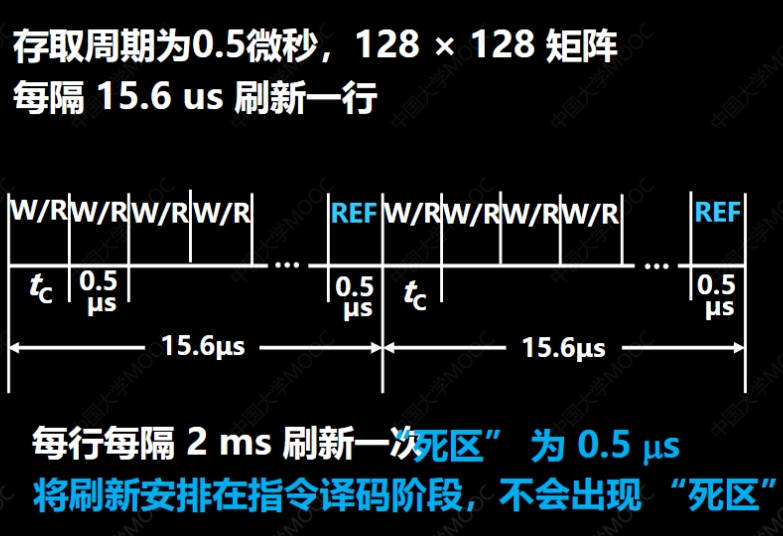 存取周期为0.5微秒，128 × 128 矩阵
每隔 15.6 us 刷新一行
W/R W/R W/R W/R REF W/R W/R W/R W/R REF
tC 0.5 μs ··· 0.5 μs tC ··· 0.5 μs
15.6μs 15.6μs
每行每隔 2 ms 刷新一次 “死区” 为 0.5 μs
将刷新安排在指令译码阶段，不会出现 “死区”
中国大学MOOC